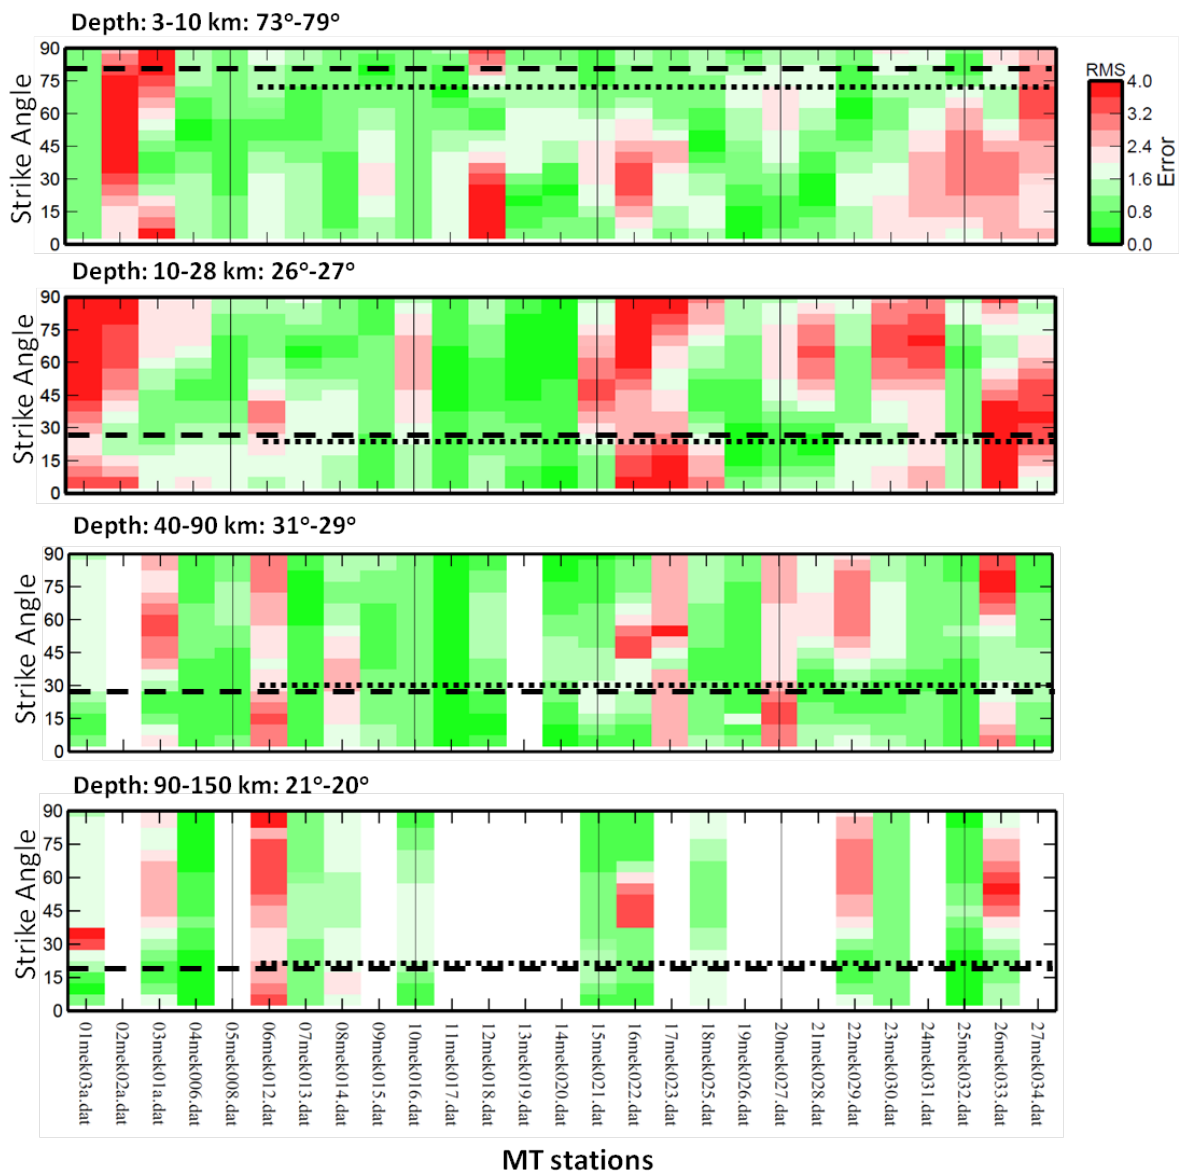 Depth: 3-10 km: 73°-79°
Strike Angle
90
75
60
45
30
15
0
RMS
4.0
3.2
2.4
1.6
0.8
0.0
Error
Depth: 10-28 km: 26°-27°
Strike Angle
90
75
60
45
30
15
0
Depth: 40-90 km: 31°-29°
Strike Angle
90
75
60
45
30
15
0
Depth: 90-150 km: 21°-20°
Strike Angle
90
75
60
45
30
15
0
01mek03a.dat
02mek02a.dat
03mek01a.dat
04mek006.dat
05mek008.dat
06mek012.dat
07mek013.dat
08mek014.dat
09mek015.dat
10mek016.dat
11mek017.dat
12mek018.dat
13mek019.dat
14mek020.dat
15mek021.dat
16mek022.dat
17mek023.dat
18mek025.dat
19mek026.dat
20mek027.dat
21mek028.dat
22mek029.dat
23mek030.dat
24mek031.dat
25mek032.dat
26mek033.dat
27mek034.dat
MT stations